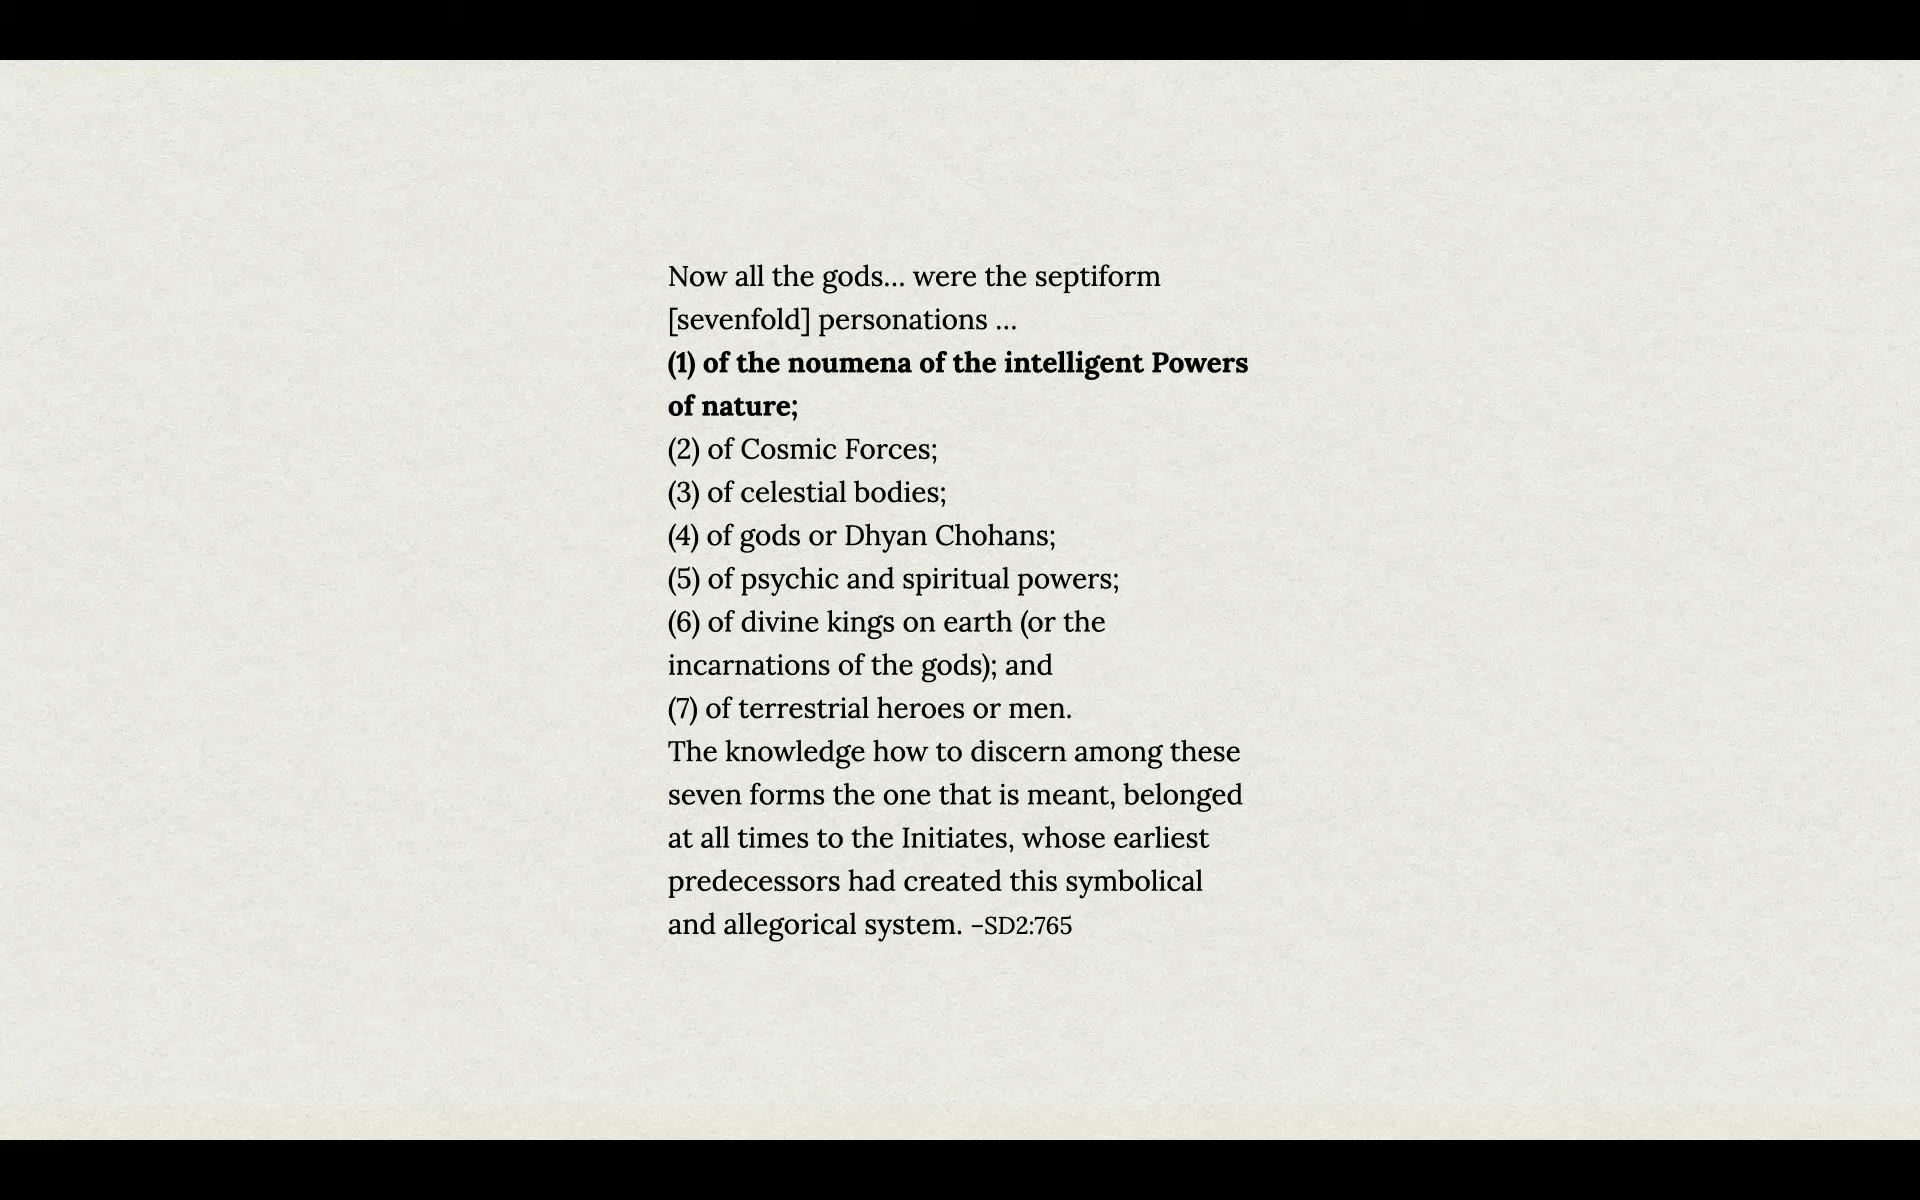 Now all the gods... were the septiform
[sevenfold] personations ...
(1) of the noumena of the intelligent Powers
of nature;
(2) of Cosmic Forces;
(3) of celestial bodies;
(4) of gods or Dhyan Chohans;
(5) of psychic and spiritual powers;
(6) of divine kings on earth (or the
incarnations of the gods); and
(7) of terrestrial heroes or men.
The knowledge how to discern among these
seven forms the one that is meant, belonged
at all times to the Initiates, whose earliest
predecessors had created this symbolical
and allegorical system. –SD2:765